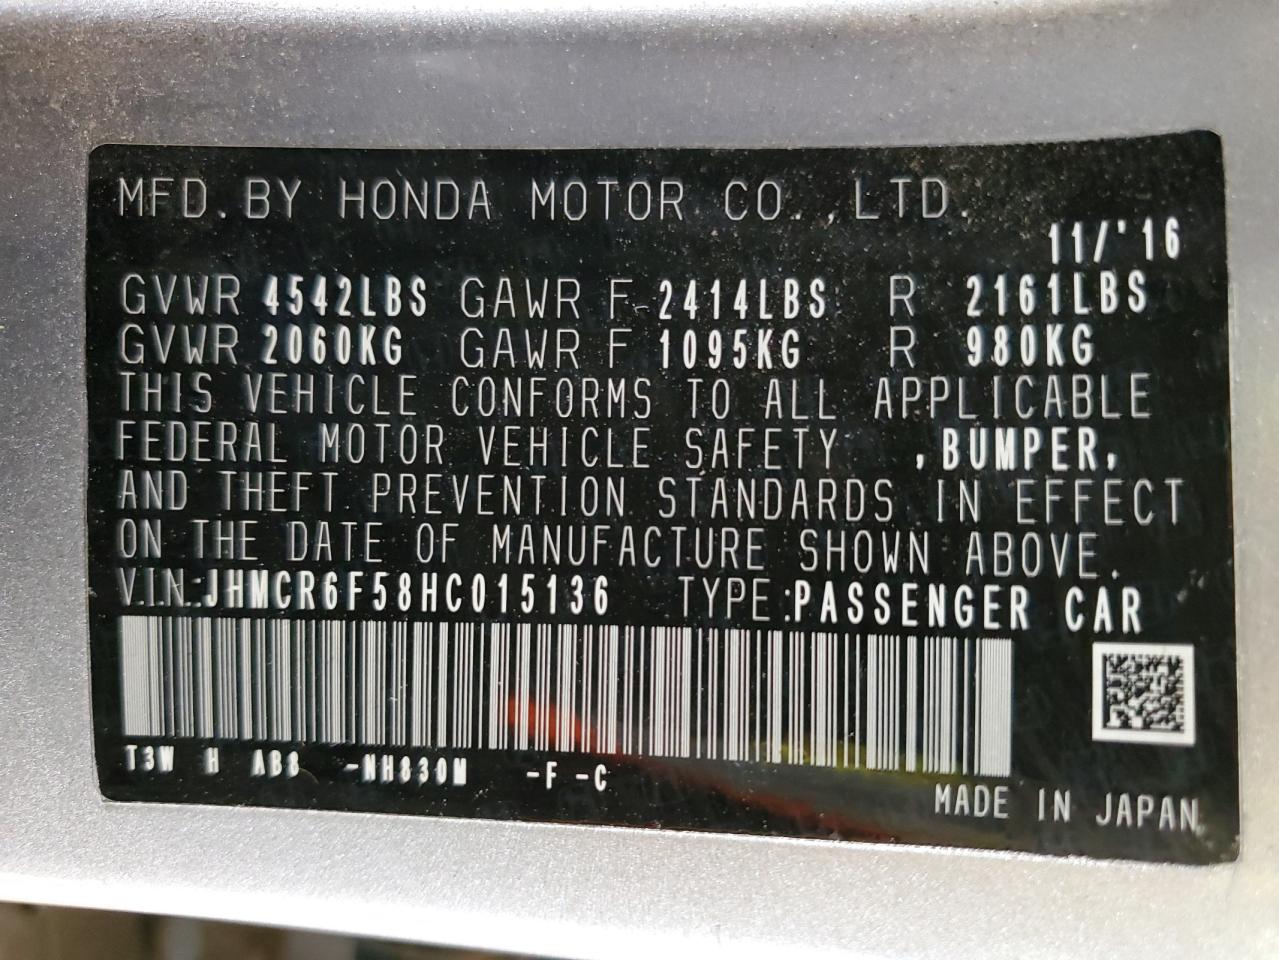 MFD. BY HONDA MOTOR CO., LTD.
11/'16
GVWR 4542LBS GAWR F 2414LBS R 2161LBS
GVWR 2060KG GAWR F 1095KG R 980KG
THIS VEHICLE CONFORMS TO ALL APPLICABLE
FEDERAL MOTOR VEHICLE SAFETY , BUMPER,
AND THEFT PREVENTION STANDARDS IN EFFECT
ON THE DATE OF MANUFACTURE SHOWN ABOVE.
V.I.N.:JHMCR6F58HC015136 TYPE:PASSENGER CAR
T3W H AB8 -NH830M -F -C
MADE IN JAPAN